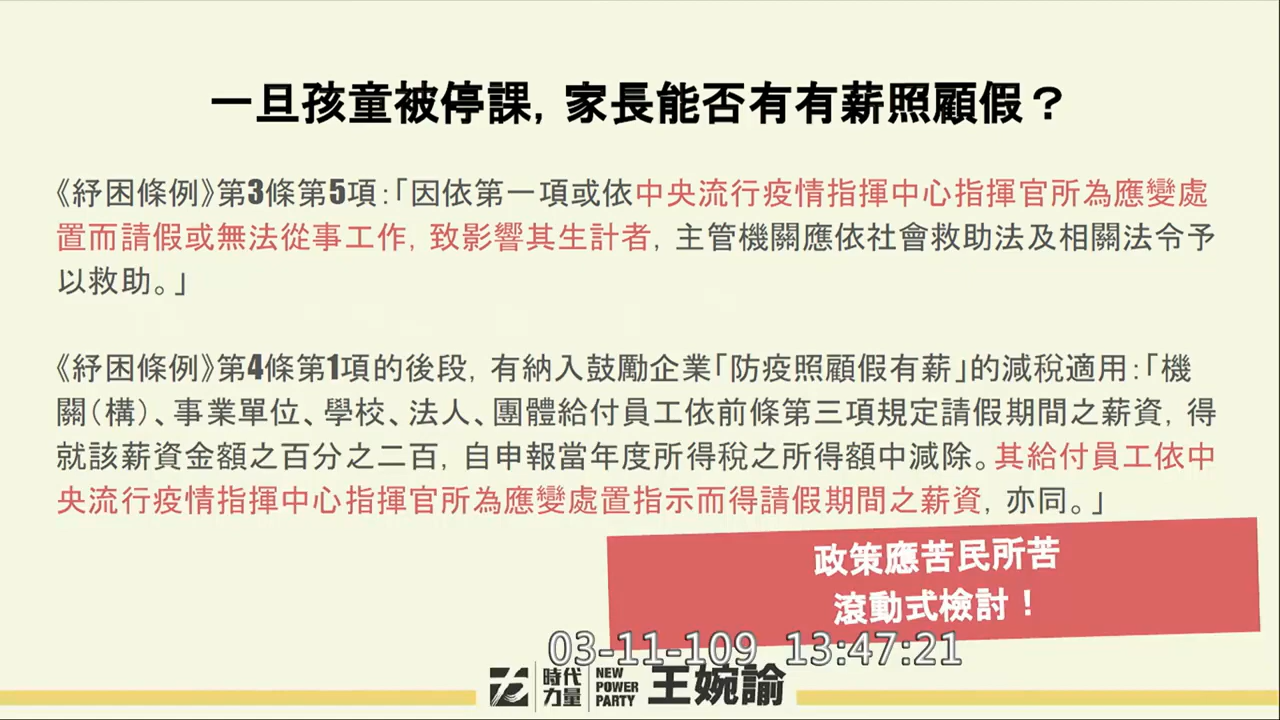 一旦孩童被停課，家長能否有有薪照顧假？
《紓困條例》第3條第5項：「因依第一項或依中央流行疫情指揮中心指揮官所為應變處
置而請假或無法從事工作，致影響其生計者，主管機關應依社會救助法及相關法令予
以救助。」
《紓困條例》第4條第1項的後段，有納入鼓勵企業「防疫照顧假有薪」的減稅適用：「機
關（構）、事業單位、學校、法人、團體給付員工依前條第三項規定請假期間之薪資，得
就該薪資金額之百分之二百，自申報當年度所得稅之所得額中減除。其給付員工依中
央流行疫情指揮中心指揮官所為應變處置指示而得請假期間之薪資，亦同。」
政策應苦民所苦
滾動式檢討！
03-11-109 13:47:21
時代
力量
NEW
POWER
PARTY
王婉諭